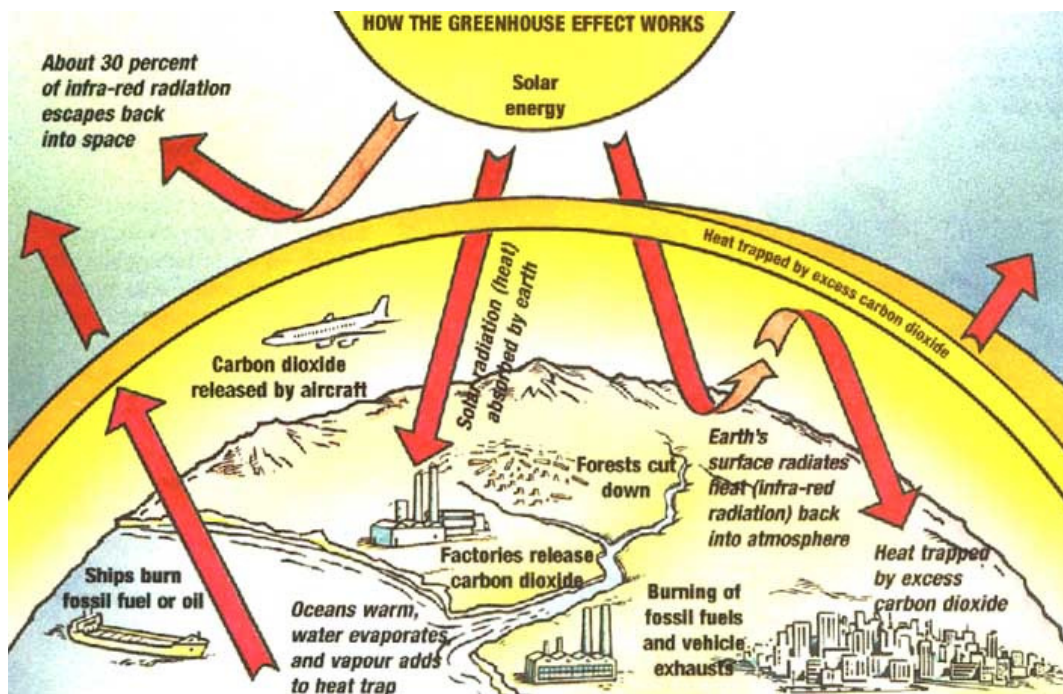 HOW THE GREENHOUSE EFFECT WORKS
Solar
energy
About 30 percent
of infra-red radiation
escapes back
into space
Heat trapped by excess carbon dioxide
Solar radiation (heat)
absorbed by earth
Carbon dioxide
released by aircraft
Forests cut
down
Earth's
surface radiates
heat (infra-red
radiation) back
into atmosphere
Factories release
carbon dioxide
Heat trapped
by excess
carbon dioxide
Ships burn
fossil fuel or oil
Oceans warm,
water evaporates
and vapour adds
to heat trap
Burning of
fossil fuels
and vehicle
exhausts